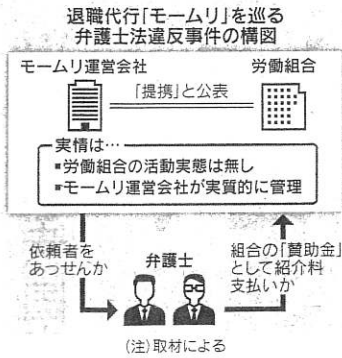 退職代行「モームリ」を巡る
弁護士法違反事件の構図
モームリ運営会社
労働組合
「提携」と公表
実情は…
▪労働組合の活動実態は無し
▪モームリ運営会社が実質的に管理
依頼者を
あっせんか
弁護士
組合の「賛助金」
として紹介料
支払いか
(注)取材による